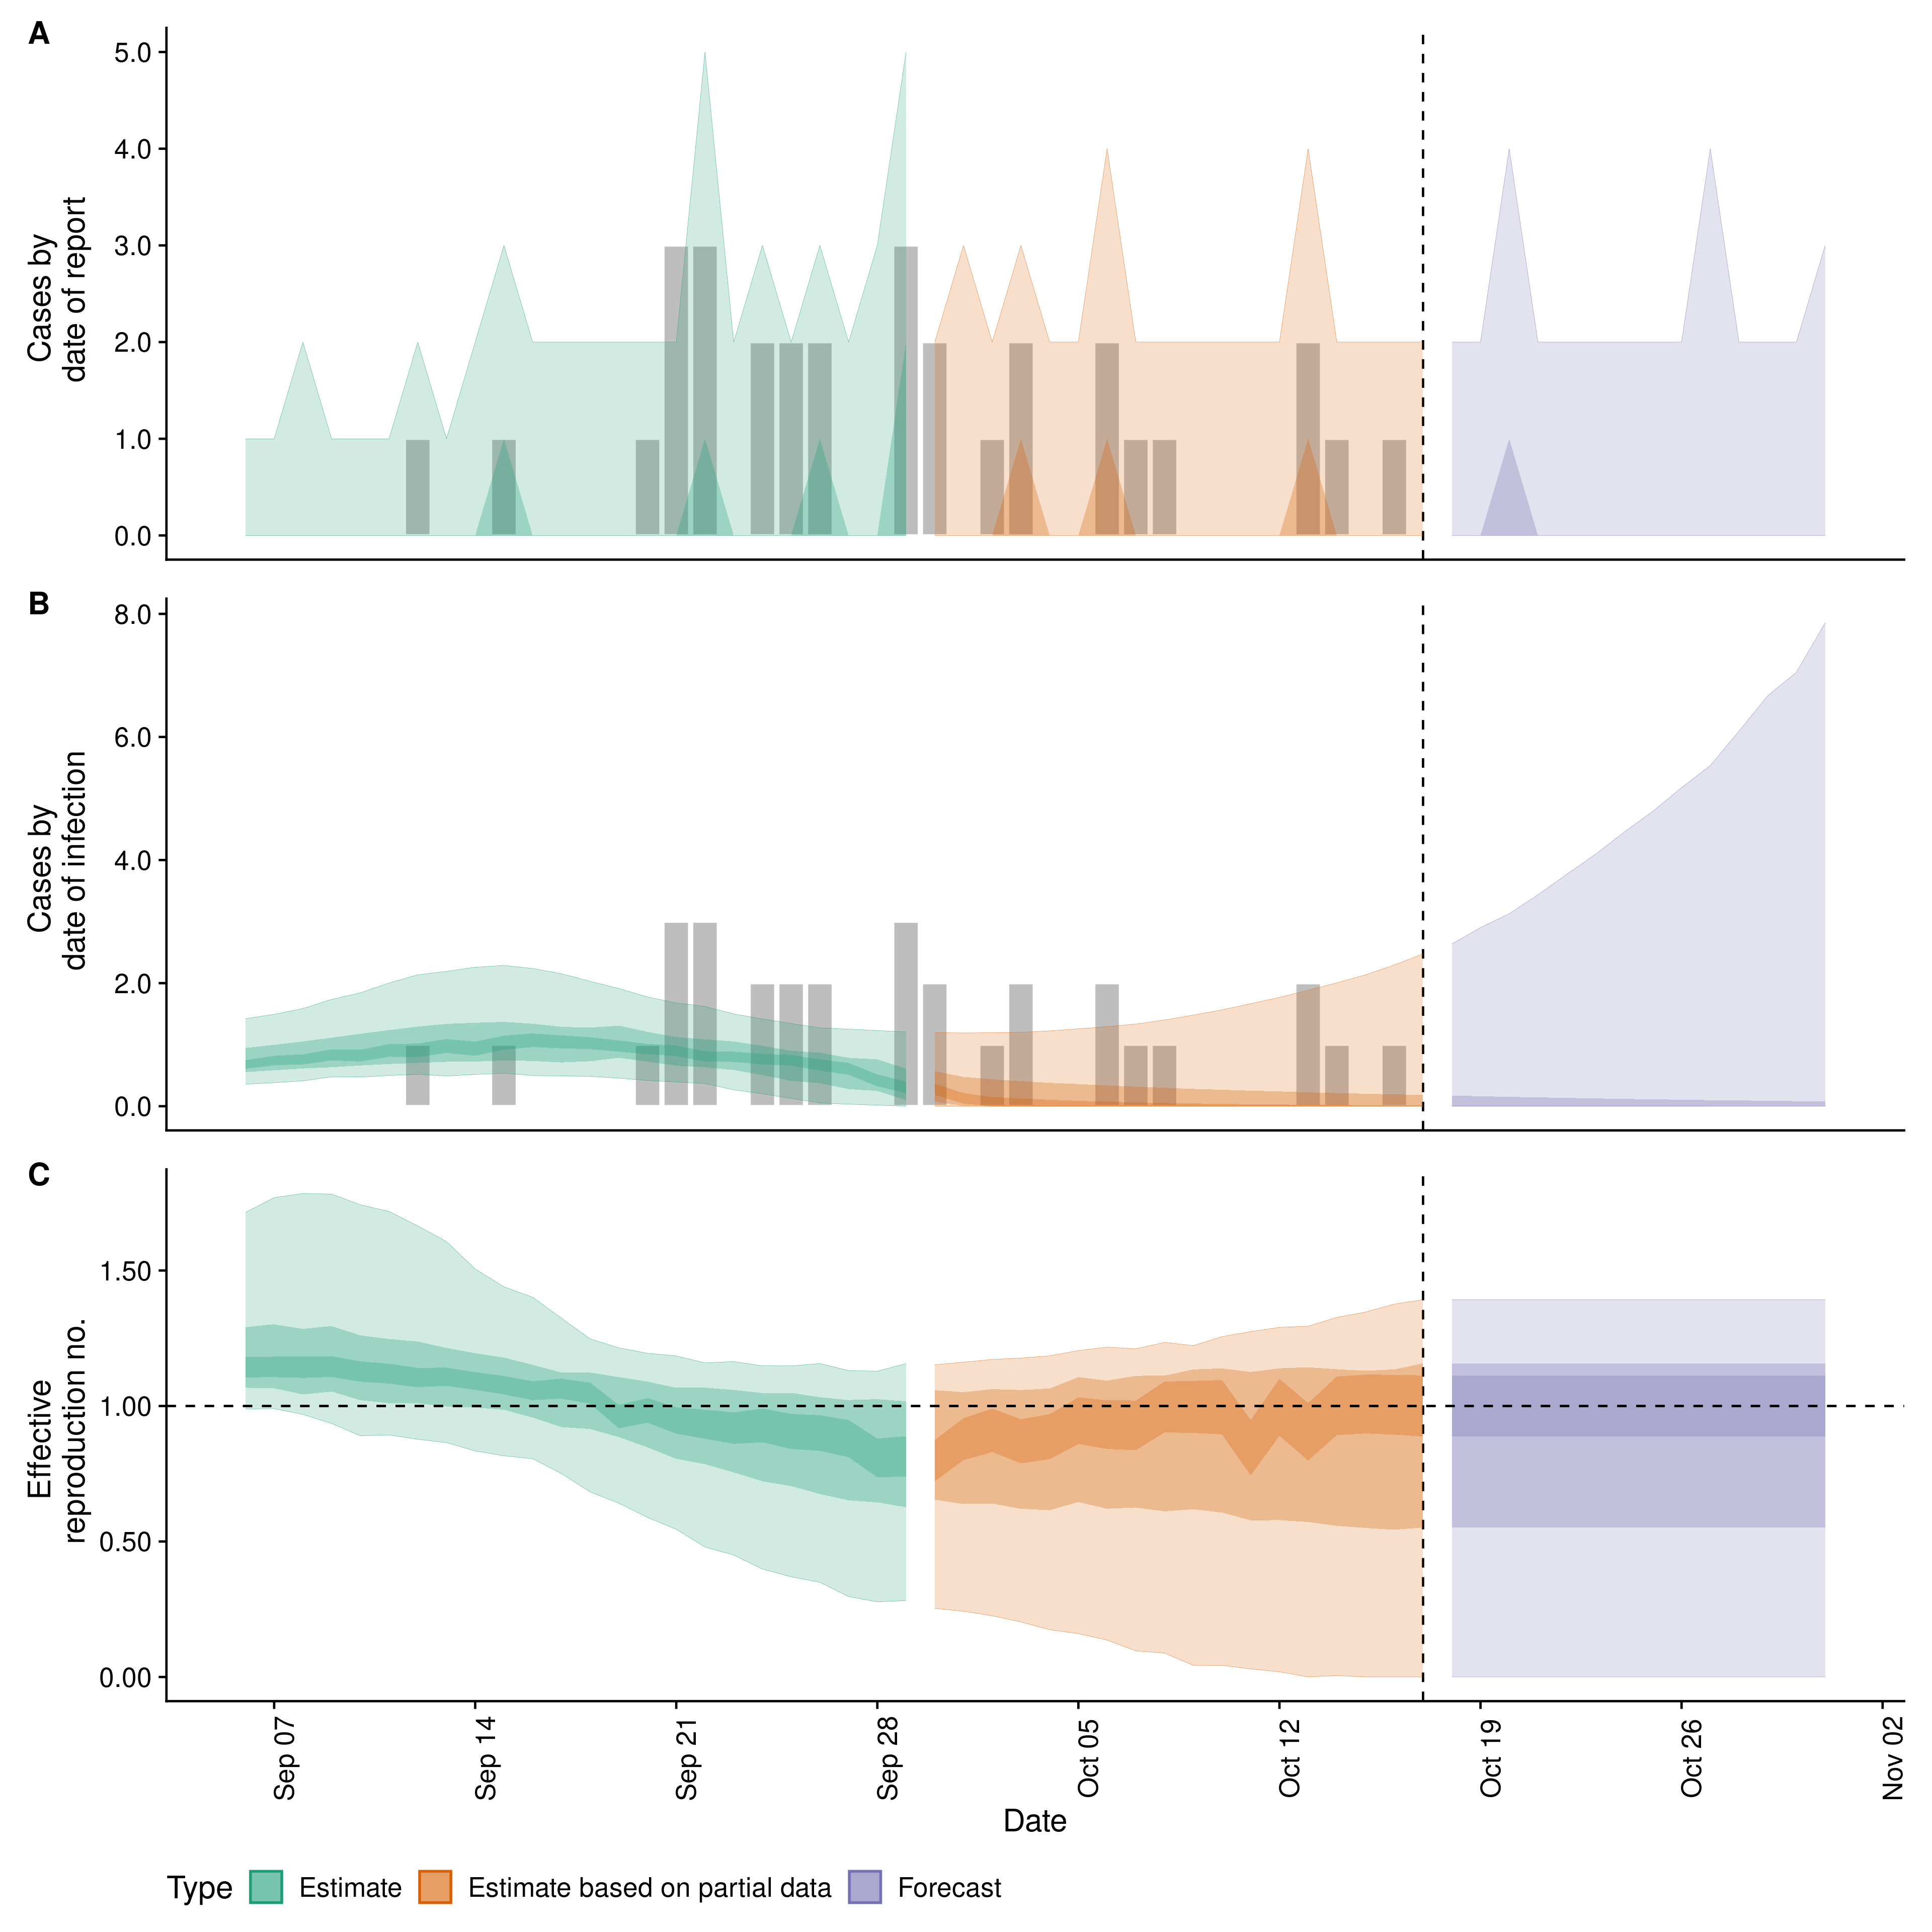 A
5.0
4.0
3.0
2.0
1.0
0.0
Cases by
date of report
B
8.0
6.0
4.0
2.0
0.0
Cases by
date of infection
C
1.50
1.00
0.50
0.00
Effective
reproduction no.
Sep 07
Sep 14
Sep 21
Sep 28
Oct 05
Oct 12
Oct 19
Oct 26
Nov 02
Date
Type
Estimate
Estimate based on partial data
Forecast